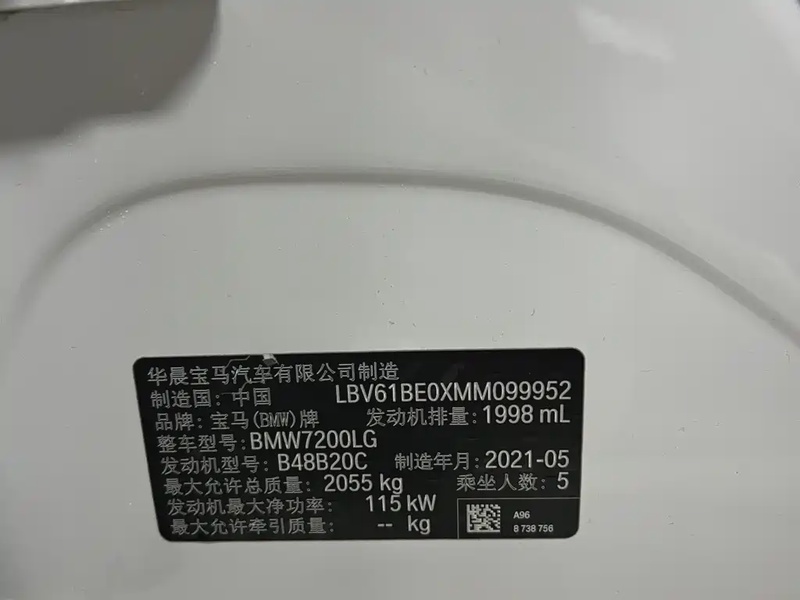 华晨宝马汽车有限公司制造
制造国：中国 LBV61BE0XMM099952
品牌：宝马(BMW)牌 发动机排量：1998 mL
整车型号：BMW7200LG
发动机型号：B48B20C 制造年月：2021-05
最大允许总质量：2055 kg 乘坐人数：5
发动机最大净功率：115 kW
最大允许牵引质量：-- kg
A96
8 738 756